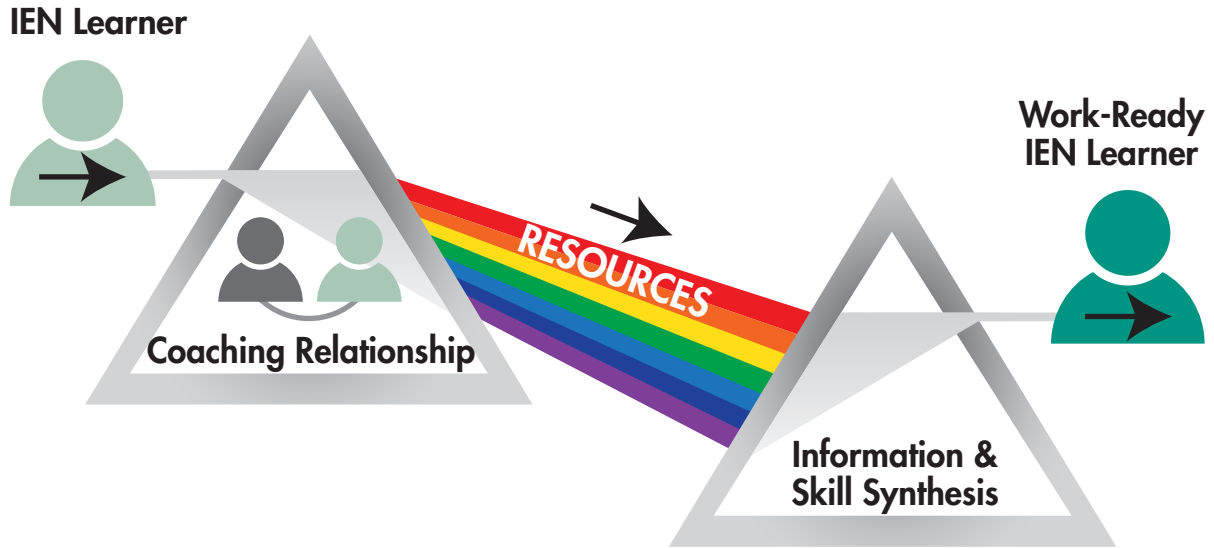 IEN Learner
Coaching Relationship
RESOURCES
Information &
Skill Synthesis
Work-Ready
IEN Learner